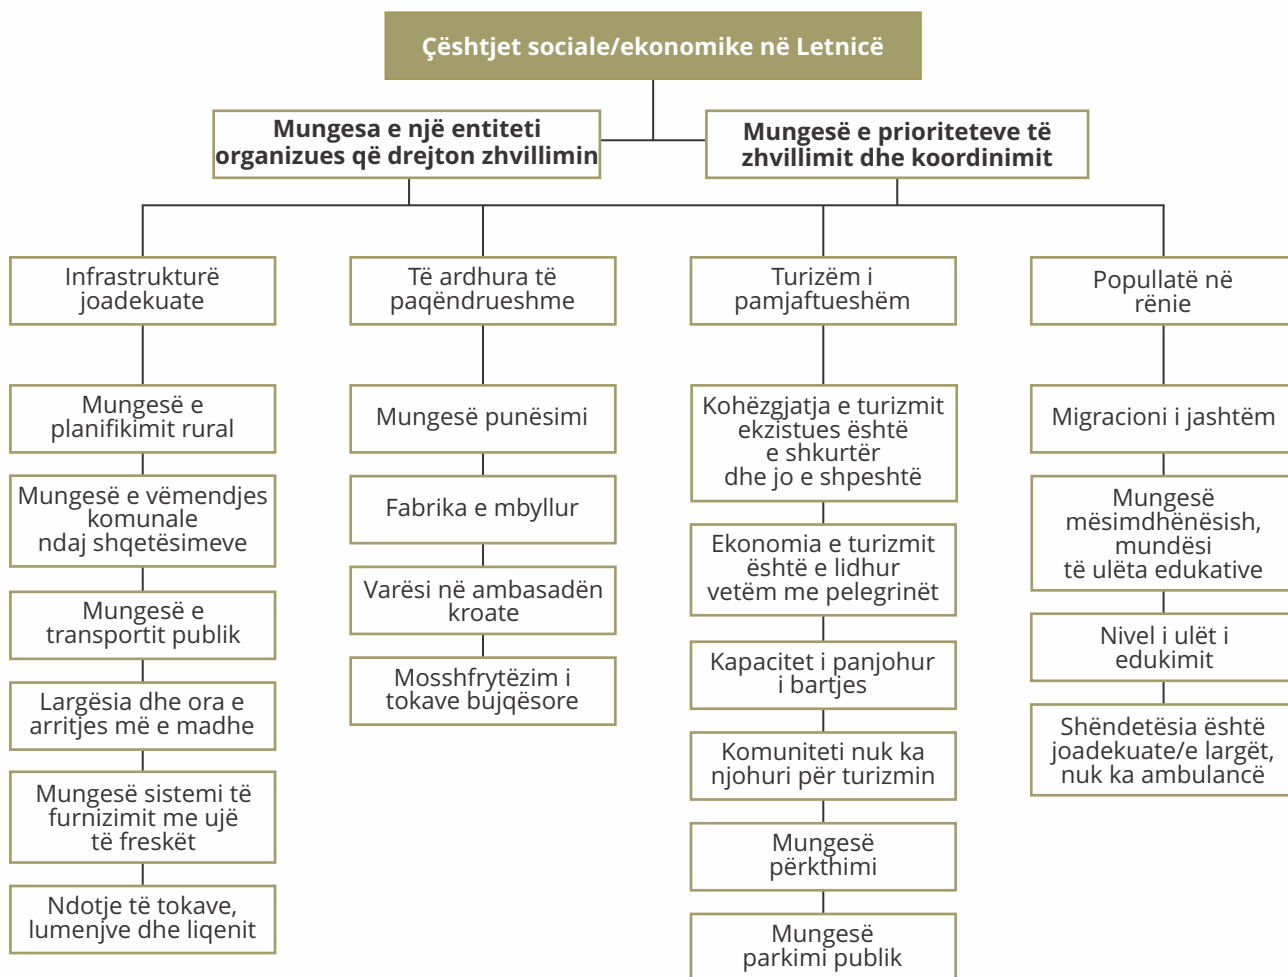 Çështjet sociale/ekonomike në Letnicë
Mungesa e një entiteti
organizues që drejton zhvillimin
Mungesë e prioriteteve të
zhvillimit dhe koordinimit
Infrastrukturë
joadekuate
Mungesë e
planifikimit rural
Mungesë e vëmendjes
komunale
ndaj shqetësimeve
Mungesë e
transportit publik
Largësia dhe ora e
arritjes më e madhe
Mungesë sistemi të
furnizimit me ujë
të freskët
Ndotje të tokave,
lumenjve dhe liqenit
Të ardhura të
paqëndrueshme
Mungesë punësimi
Fabrika e mbyllur
Varësi në ambasadën
kroate
Mosshfrytëzim i
tokave bujqësore
Turizëm i
pamjaftueshëm
Kohëzgjatja e turizmit
ekzistues është
e shkurtër
dhe jo e shpeshtë
Ekonomia e turizmit
është e lidhur
vetëm me pelegrinët
Kapacitet i panjohur
i bartjes
Komuniteti nuk ka
njohuri për turizmin
Mungesë
përkthimi
Mungesë
parkimi publik
Popullatë në
rënie
Migracioni i jashtëm
Mungesë
mësimdhënësish,
mundësi
të ulëta edukative
Nivel i ulët i
edukimit
Shëndetësia është
joadekuate/e largët,
nuk ka ambulancë